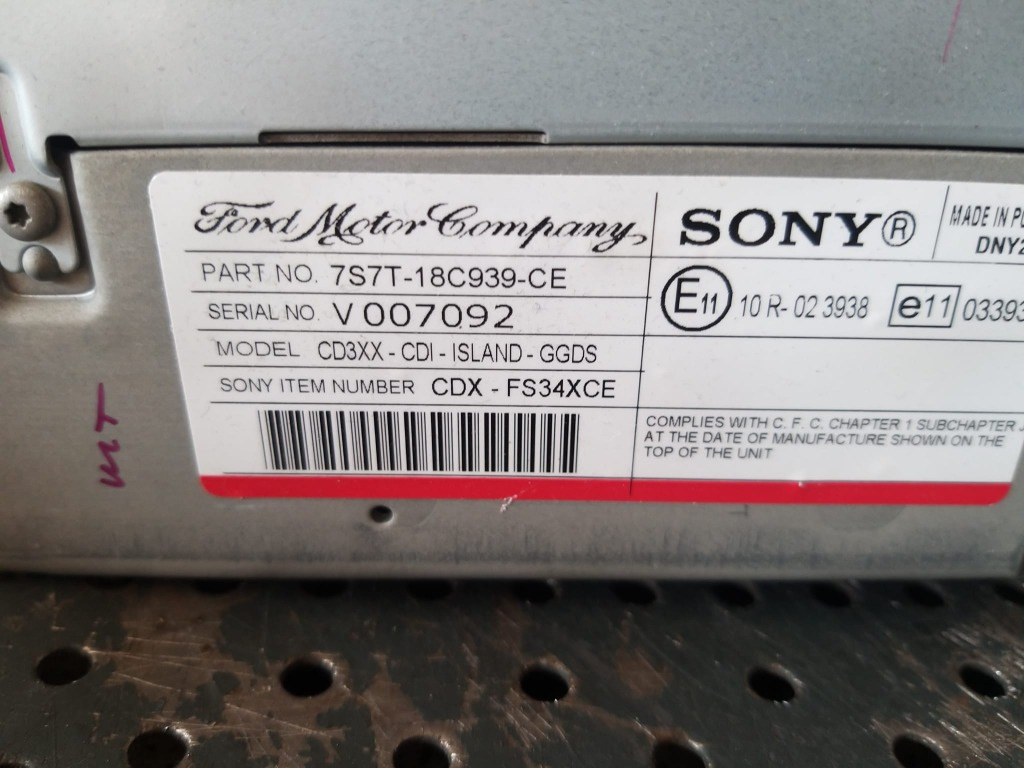 Ford Motor Company
PART NO. 7S7T-18C939-CE
SERIAL NO. V007092
MODEL CD3XX - CDI - ISLAND - GGDS
SONY ITEM NUMBER CDX - FS34XCE
SONY®
MADE IN
DNY2
E11 10 R- 02 3938 e11 03393
COMPLIES WITH C. F. C. CHAPTER 1 SUBCHAPTER
AT THE DATE OF MANUFACTURE SHOWN ON THE
TOP OF THE UNIT